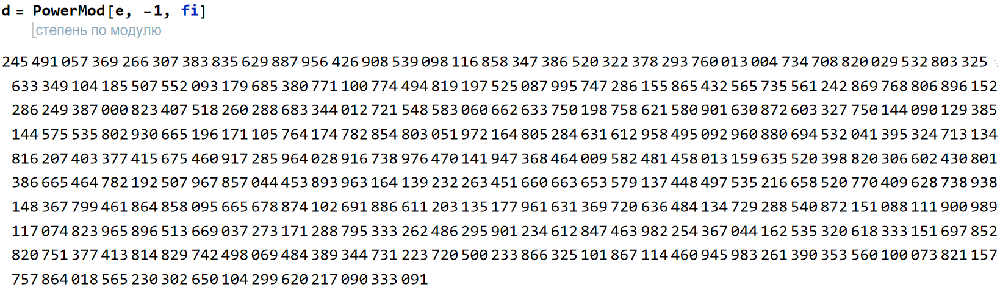 d = PowerMod[e, -1, fi]
степень по модулю
245 491 057 369 266 307 383 835 629 887 956 426 908 539 098 116 858 347 386 520 322 378 293 760 013 004 734 708 820 029 532 803 325
633 349 104 185 507 552 093 179 685 380 771 100 774 494 819 197 525 087 995 747 286 155 865 432 565 735 561 242 869 768 806 896 152
286 249 387 000 823 407 518 260 288 683 344 012 721 548 583 060 662 633 750 198 758 621 580 901 630 872 603 327 750 144 090 129 385
144 575 535 802 930 665 196 171 105 764 174 782 854 803 051 972 164 805 284 631 612 958 495 092 960 880 694 532 041 395 324 713 134
816 207 403 377 415 675 460 917 285 964 028 916 738 976 470 141 947 368 464 009 582 481 458 013 159 635 520 398 820 306 602 430 801
386 665 464 782 192 507 967 857 044 453 893 963 164 139 232 263 451 660 663 653 579 137 448 497 535 216 658 520 770 409 628 738 938
148 367 799 461 864 858 095 665 678 874 102 691 886 611 203 135 177 961 631 369 720 636 484 134 729 288 540 872 151 088 111 900 989
117 074 823 965 896 513 669 037 273 171 288 795 333 262 486 295 901 234 612 847 463 982 254 367 044 162 535 320 618 333 151 697 852
820 751 377 413 814 829 742 498 069 484 389 344 731 223 720 500 233 866 325 101 867 114 460 945 983 261 390 353 560 100 073 821 157
757 864 018 565 230 302 650 104 299 620 217 090 333 091